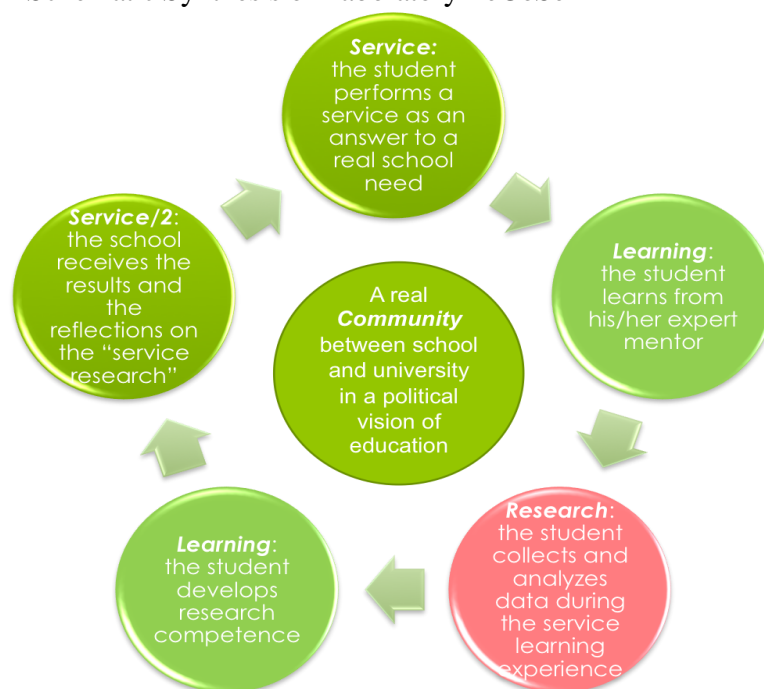 Service:
the student
performs a
service as an
answer to a
real school
need
Learning:
the student
learns from
his/her expert
mentor
Research:
the student
collects and
analyzes
data during
the service
learning
experience
Learning:
the student
develops
research
competence
Service/2:
the school
receives the
results and
the
reflections on
the “service
research”
A real
Community
between school
and university
in a political
vision of
education